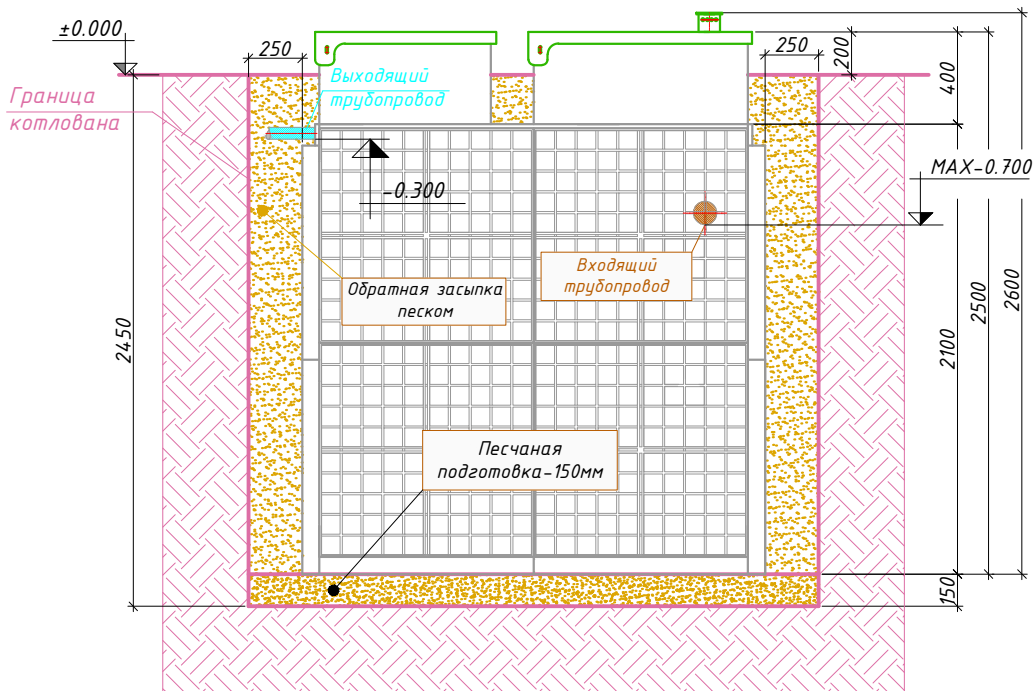 ±0.000
250
250
200
400
Выходящий
трубопровод
Граница
котлована
MAX-0.700
-0.300
Входящий
трубопровод
Обратная засыпка
песком
2450
2100
2500
2600
Песчаная
подготовка-150мм
150